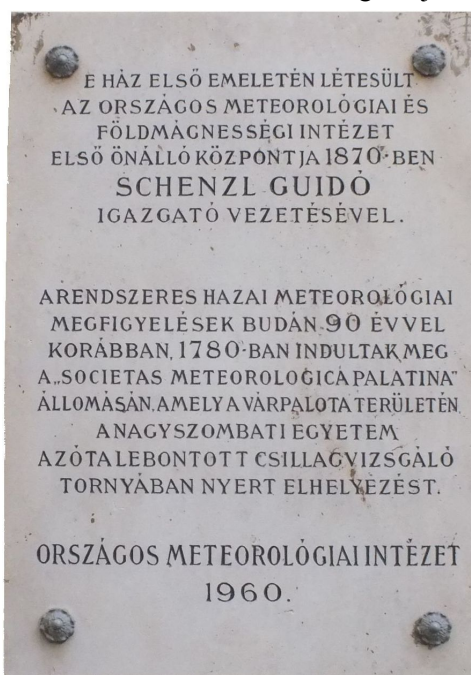 E HÁZ ELSŐ EMELETÉN LÉTESÜLT
AZ ORSZÁGOS METEOROLÓGIAI ÉS
FÖLDMÁGNESSÉGI INTÉZET
ELSŐ ÖNÁLLÓ KÖZPONTJA 1870-BEN
SCHENZL GUIDÓ
IGAZGATÓ VEZETÉSÉVEL.
A RENDSZERES HAZAI METEOROLÓGIAI
MEGFIGYELÉSEK BUDÁN 90 ÉVVEL
KORÁBBAN, 1780-BAN INDULTAK MEG
A „SOCIETAS METEOROLOGICA PALATINA"
ÁLLOMÁSÁN, AMELY A VÁRPALOTA TERÜLETÉN
A NAGYSZOMBATI EGYETEM
AZÓTA LEBONTOTT CSILLAGVIZSGÁLÓ
TORNYÁBAN NYERT ELHELYEZÉST.
ORSZÁGOS METEOROLÓGIAI INTÉZET
1960.